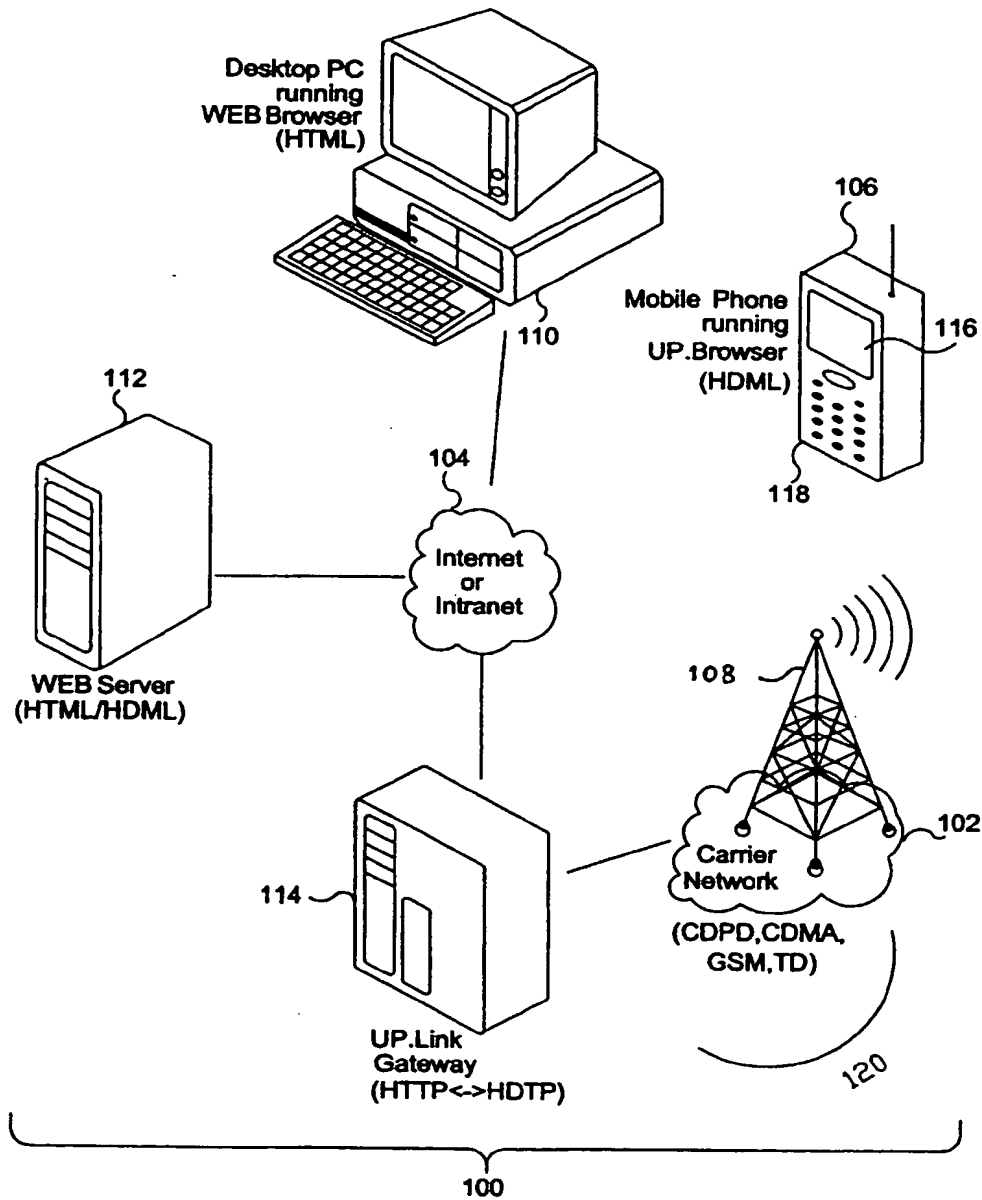 Desktop PC
running
WEB Browser
(HTML)
110
106
Mobile Phone
running
UP.Browser
(HDML)
116
118
112
WEB Server
(HTML/HDML)
104
Internet
or
Intranet
108
102
Carrier
Network
(CDPD,CDMA,
GSM,TD)
120
114
UP.Link
Gateway
(HTTP<->HDTP)
100